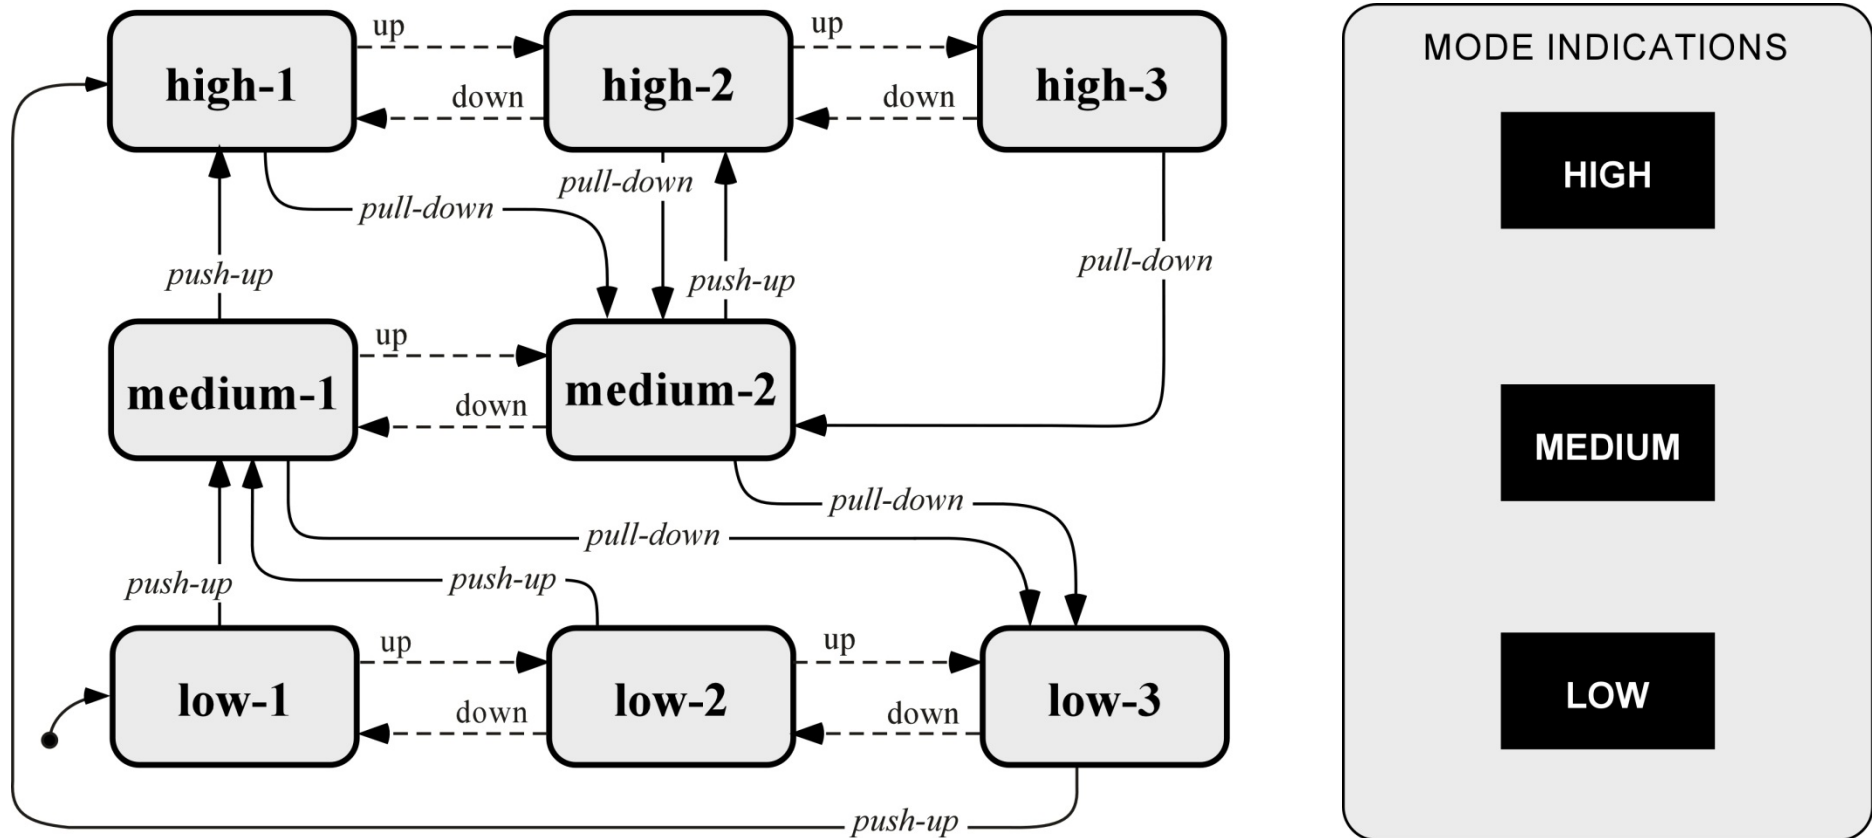 up
up
high-1
high-2
high-3
down
down
pull-down
pull-down
push-up
push-up
pull-down
up
medium-1
medium-2
down
pull-down
pull-down
push-up
push-up
up
up
low-1
low-2
low-3
down
down
push-up
MODE INDICATIONS
HIGH
MEDIUM
LOW